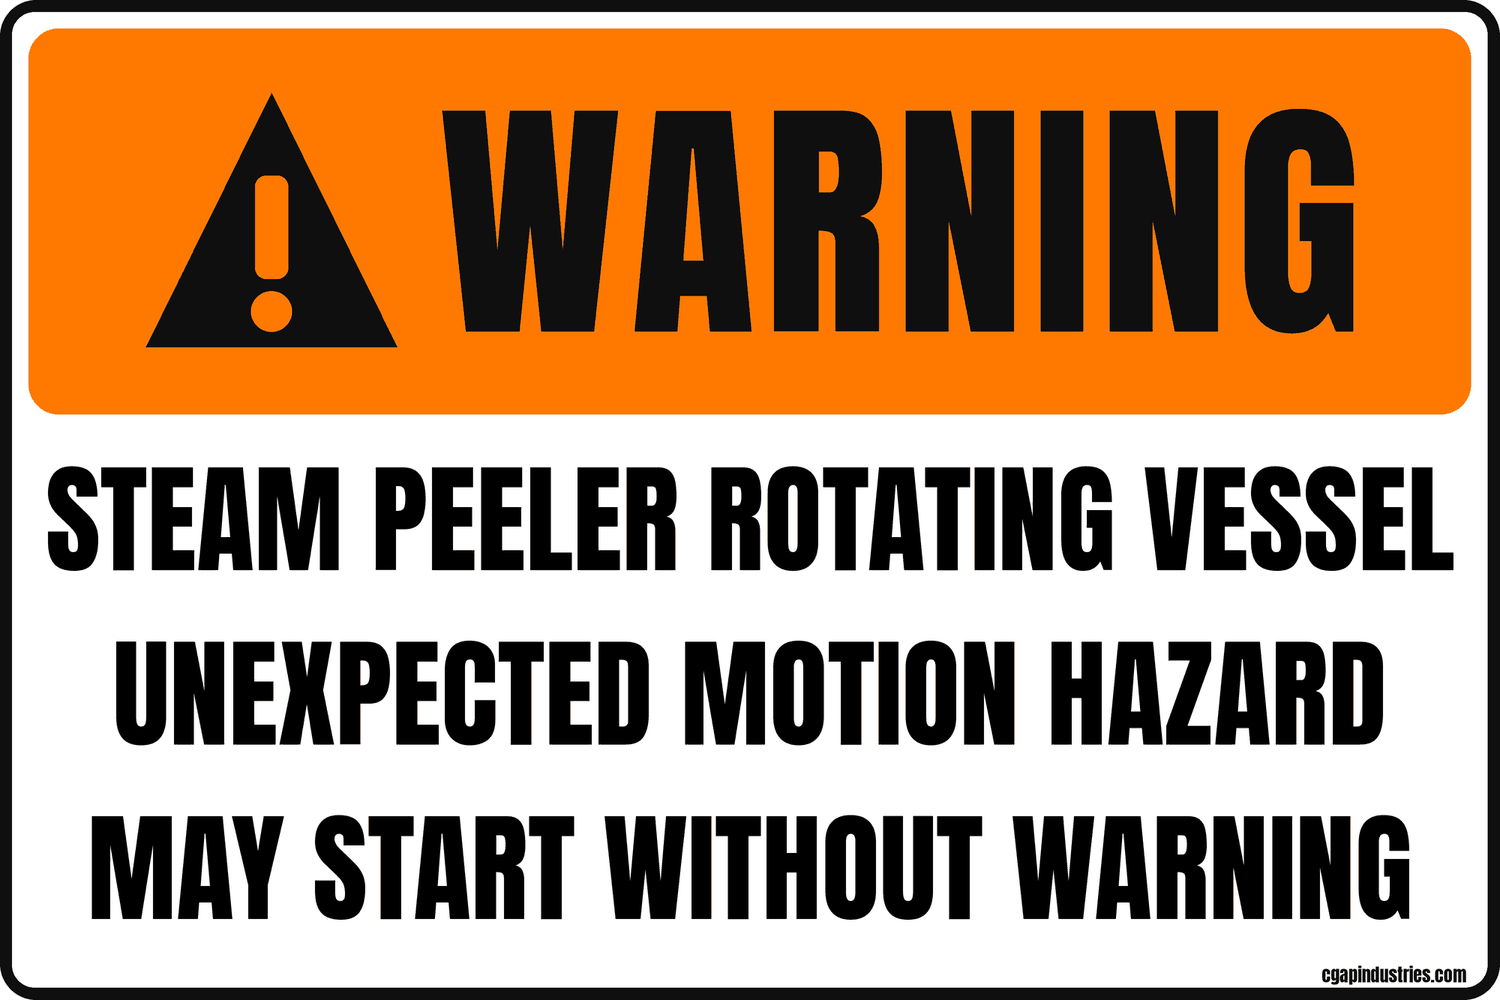 WARNING
STEAM PEELER ROTATING VESSEL
UNEXPECTED MOTION HAZARD
MAY START WITHOUT WARNING
cgapindustries.com